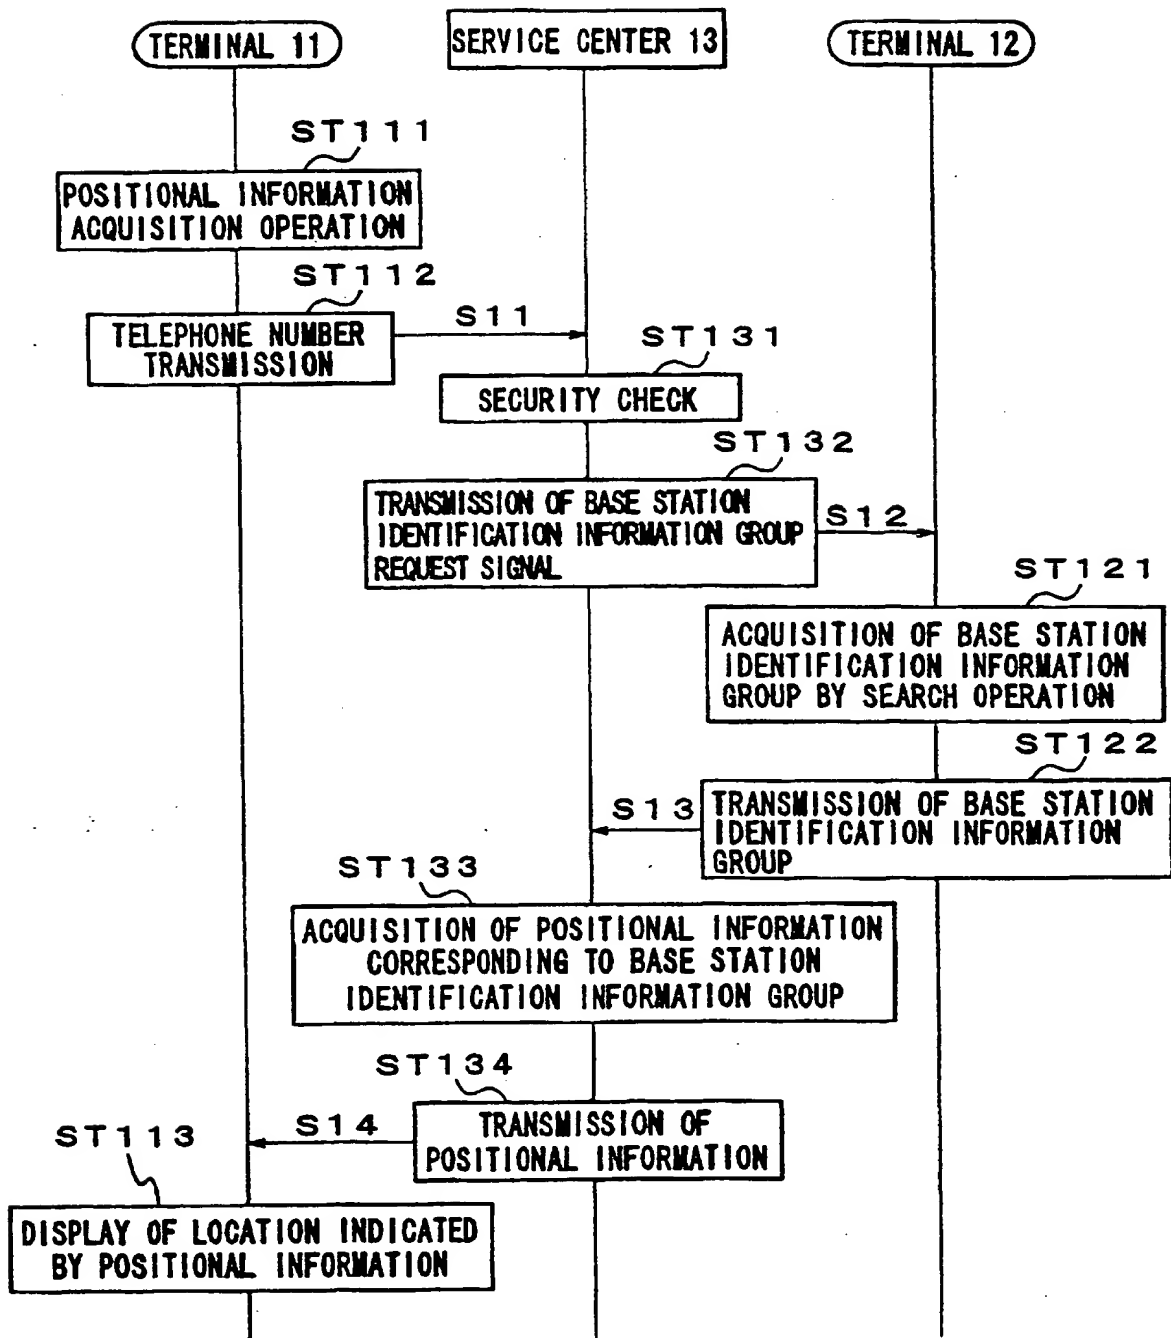 TERMINAL 11
SERVICE CENTER 13
TERMINAL 12
ST111
POSITIONAL INFORMATION
ACQUISITION OPERATION
ST112
TELEPHONE NUMBER
TRANSMISSION
S11
ST131
SECURITY CHECK
ST132
TRANSMISSION OF BASE STATION
IDENTIFICATION INFORMATION GROUP
REQUEST SIGNAL
S12
ST121
ACQUISITION OF BASE STATION
IDENTIFICATION INFORMATION
GROUP BY SEARCH OPERATION
ST122
TRANSMISSION OF BASE STATION
IDENTIFICATION INFORMATION
GROUP
S13
ST133
ACQUISITION OF POSITIONAL INFORMATION
CORRESPONDING TO BASE STATION
IDENTIFICATION INFORMATION GROUP
ST134
TRANSMISSION OF
POSITIONAL INFORMATION
S14
ST113
DISPLAY OF LOCATION INDICATED
BY POSITIONAL INFORMATION